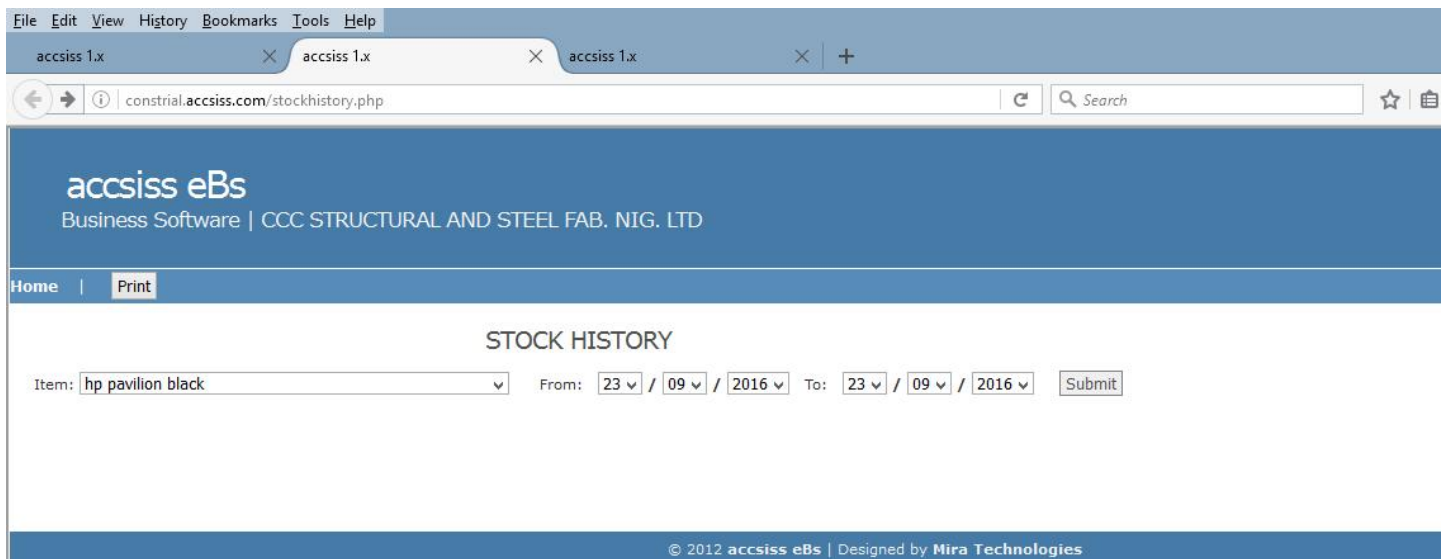 File Edit View History Bookmarks Tools Help
accsiss 1.x accsiss 1.x accsiss 1.x
constrial.accsiss.com/stockhistory.php Search
accsiss eBs
Business Software | CCC STRUCTURAL AND STEEL FAB. NIG. LTD
Home | Print
STOCK HISTORY
Item: hp pavilion black From: 23 / 09 / 2016 To: 23 / 09 / 2016 Submit
© 2012 accsiss eBs | Designed by Mira Technologies